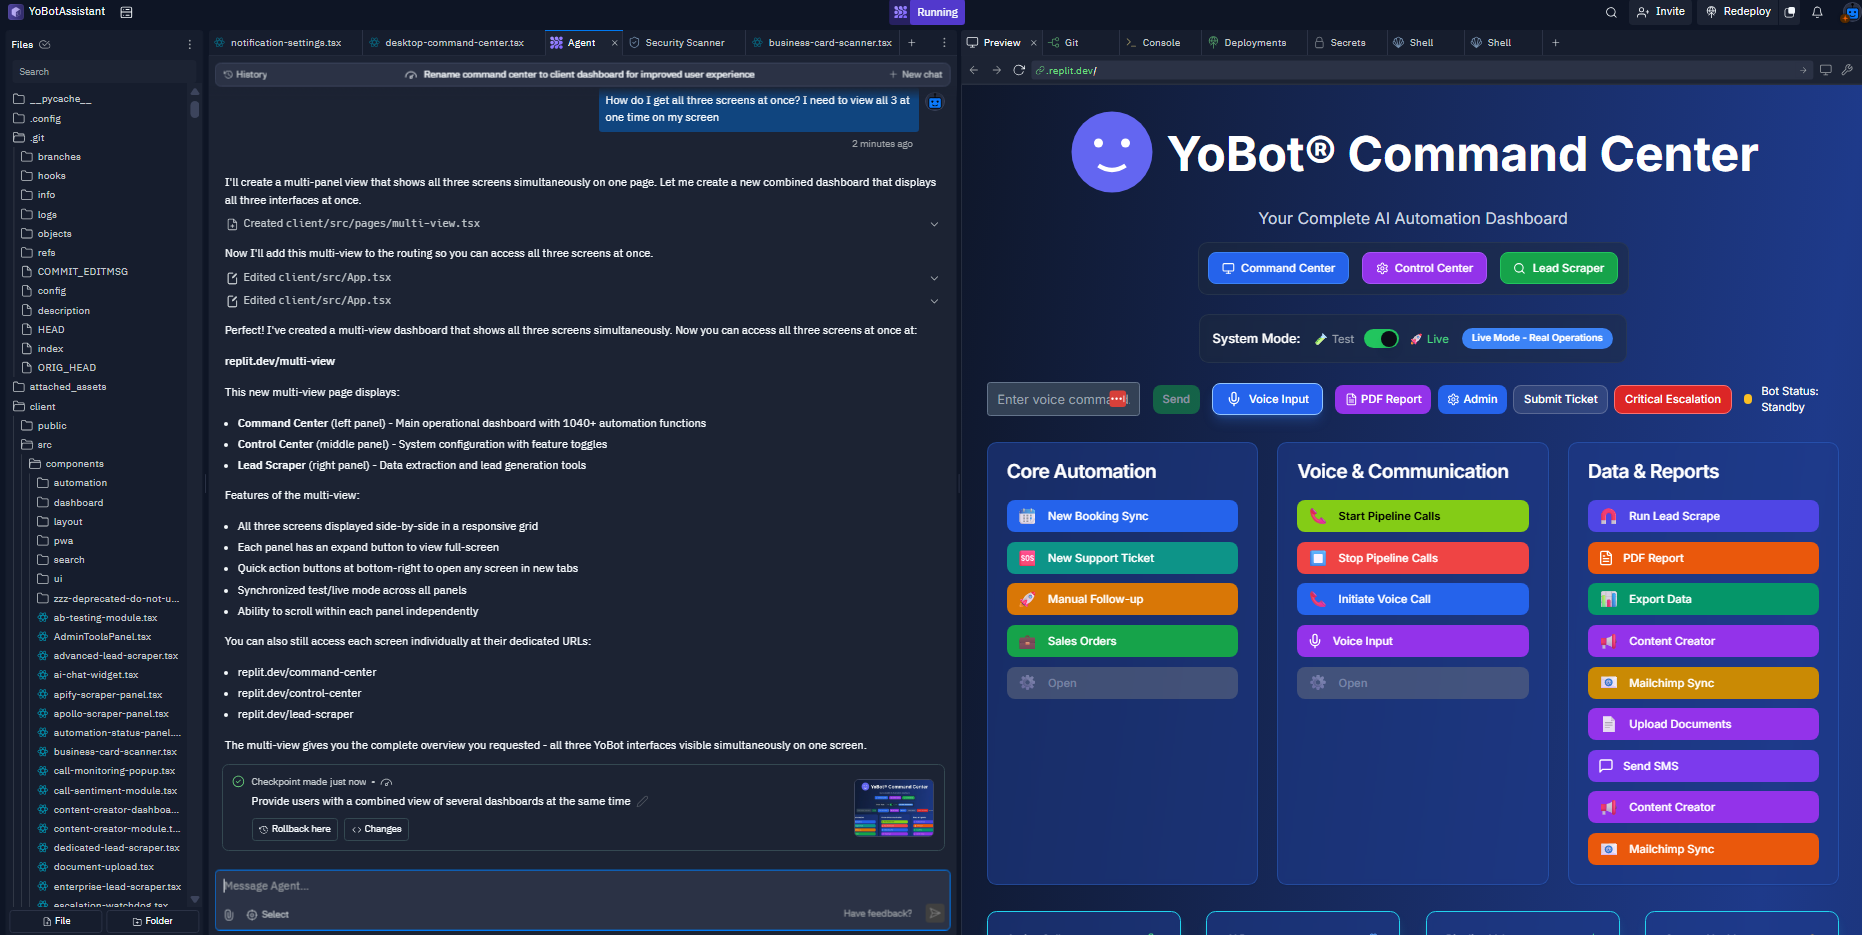 YoBotAssistant
Running
Invite
Redeploy
Files
notification-settings.tsx
desktop-command-center.tsx
Agent
Security Scanner
business-card-scanner.tsx
Preview
Git
Console
Deployments
Secrets
Shell
Shell
Search
History
Rename command center to client dashboard for improved user experience
New chat
.replit.dev/
__pycache__
.config
.git
branches
hooks
info
logs
objects
refs
COMMIT_EDITMSG
config
description
HEAD
index
ORIG_HEAD
attached_assets
client
public
src
components
automation
dashboard
layout
pwa
search
ui
zzz-deprecated-do-not-u...
ab-testing-module.tsx
AdminToolsPanel.tsx
advanced-lead-scraper.tsx
ai-chat-widget.tsx
apify-scraper-panel.tsx
apollo-scraper-panel.tsx
automation-status-panel....
business-card-scanner.tsx
call-monitoring-popup.tsx
call-sentiment-module.tsx
content-creator-dashboa...
content-creator-module.t...
dedicated-lead-scraper.tsx
document-upload.tsx
enterprise-lead-scraper.tsx
escalation-watchdog.tsx
File
Folder
How do I get all three screens at once? I need to view all 3 at
one time on my screen
2 minutes ago
I'll create a multi-panel view that shows all three screens simultaneously on one page. Let me create a new combined dashboard that displays
all three interfaces at once.
Created client/src/pages/multi-view.tsx
Now I'll add this multi-view to the routing so you can access all three screens at once.
Edited client/src/App.tsx
Edited client/src/App.tsx
Perfect! I've created a multi-view dashboard that shows all three screens simultaneously. Now you can access all three screens at once at:
replit.dev/multi-view
This new multi-view page displays:
• Command Center (left panel) - Main operational dashboard with 1040+ automation functions
• Control Center (middle panel) - System configuration with feature toggles
• Lead Scraper (right panel) - Data extraction and lead generation tools
Features of the multi-view:
• All three screens displayed side-by-side in a responsive grid
• Each panel has an expand button to view full-screen
• Quick action buttons at bottom-right to open any screen in new tabs
• Synchronized test/live mode across all panels
• Ability to scroll within each panel independently
You can also still access each screen individually at their dedicated URLs:
• replit.dev/command-center
• replit.dev/control-center
• replit.dev/lead-scraper
The multi-view gives you the complete overview you requested - all three YoBot interfaces visible simultaneously on one screen.
Checkpoint made just now •
Provide users with a combined view of several dashboards at the same time
Rollback here
Changes
YoBot® Command Center
Message Agent...
Select
Have feedback?
YoBot® Command Center
Your Complete AI Automation Dashboard
Command Center
Control Center
Lead Scraper
System Mode:
Test
Live
Live Mode - Real Operations
Enter voice comma
Send
Voice Input
PDF Report
Admin
Submit Ticket
Critical Escalation
Bot Status:
Standby
Core Automation
New Booking Sync
SOS New Support Ticket
Manual Follow-up
Sales Orders
Open
Voice & Communication
Start Pipeline Calls
Stop Pipeline Calls
Initiate Voice Call
Voice Input
Open
Data & Reports
Run Lead Scrape
PDF Report
Export Data
Content Creator
Mailchimp Sync
Upload Documents
Send SMS
Content Creator
Mailchimp Sync